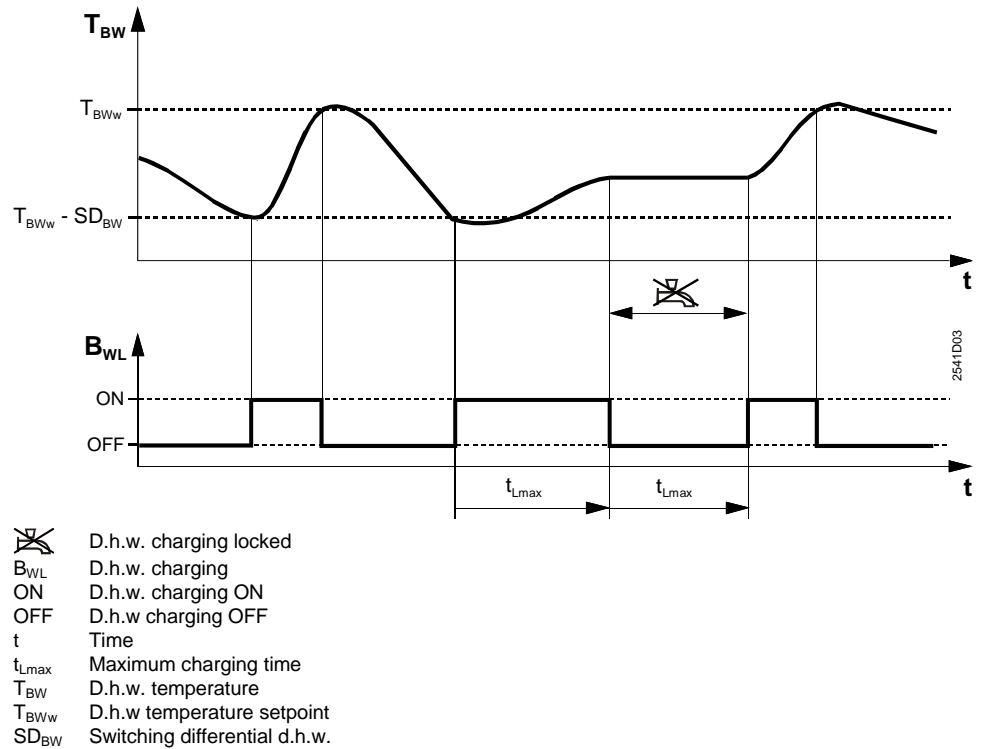 T_BW
T_BWw
T_BWw - SD_BW
t
B_WL
ON
OFF
t_Lmax t_Lmax
t
2541D03
D.h.w. charging locked
B_WL D.h.w. charging
ON D.h.w. charging ON
OFF D.h.w charging OFF
t Time
t_Lmax Maximum charging time
T_BW D.h.w. temperature
T_BWw D.h.w temperature setpoint
SD_BW Switching differential d.h.w.